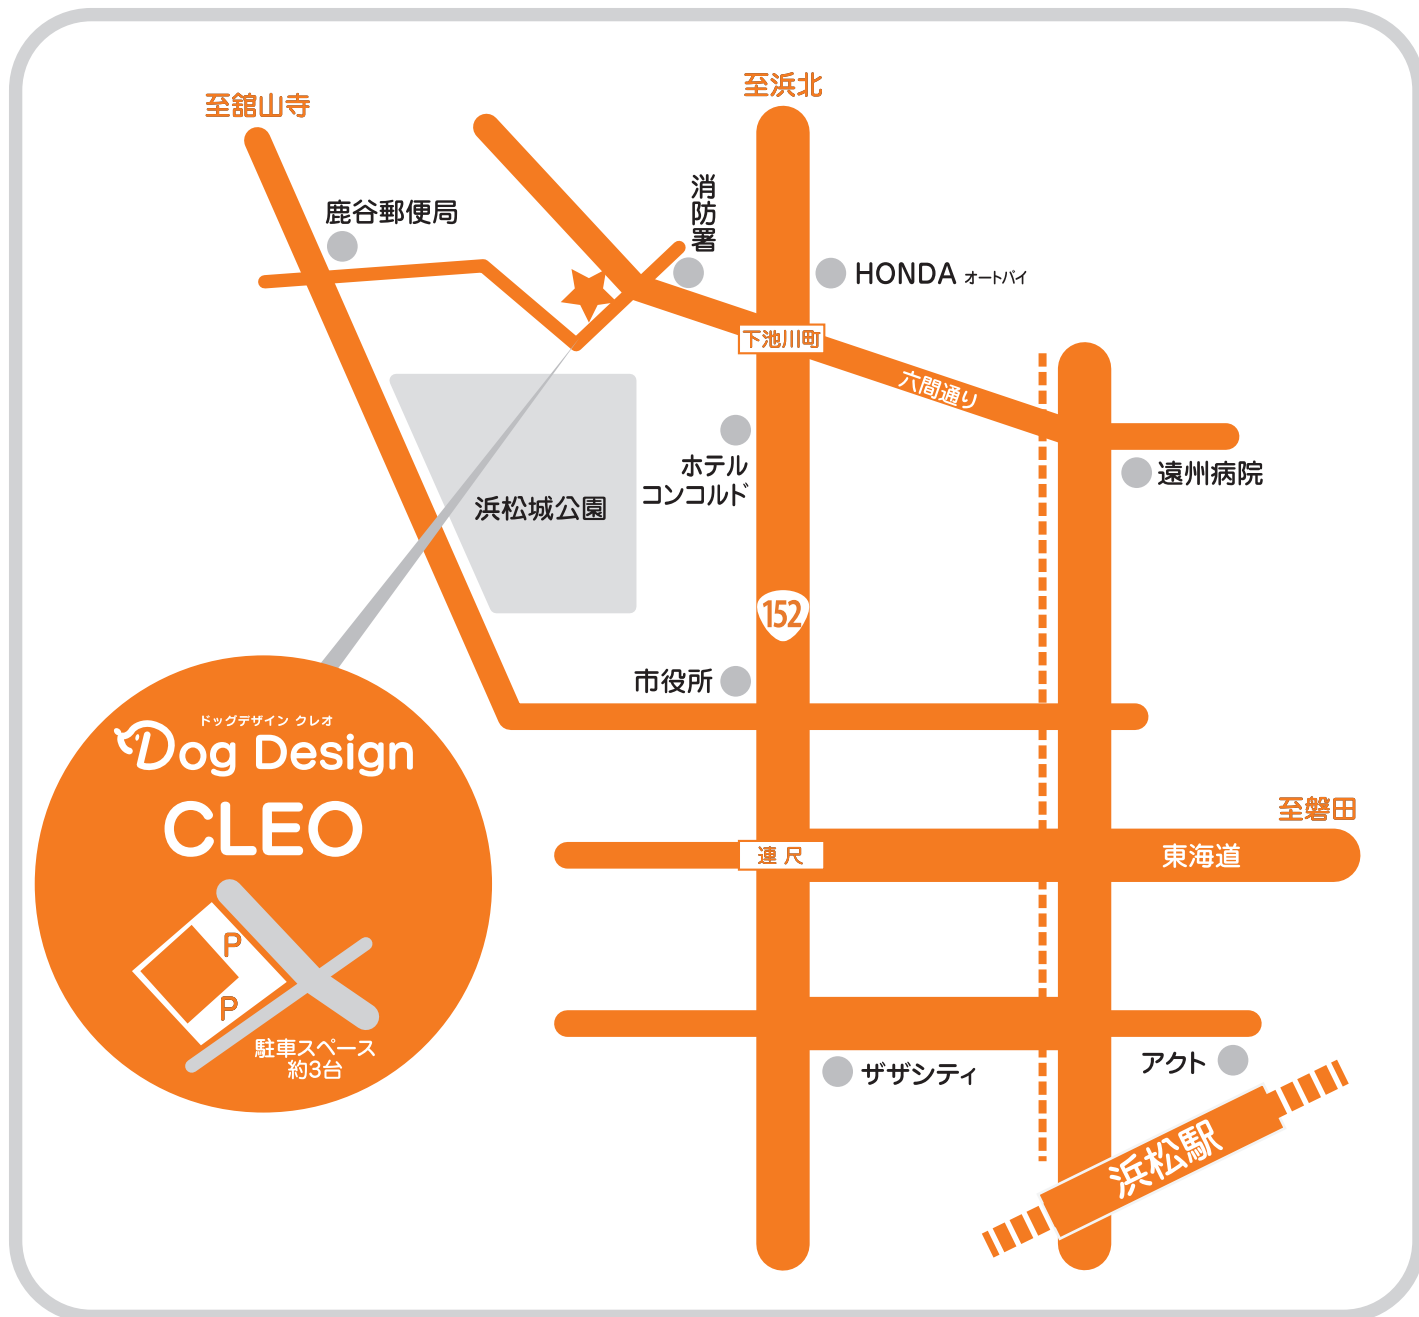 至浜北
至舘山寺
消防署
鹿谷郵便局
HONDA オートバイ
下池川町
六間通り
ホテル
コンコルド
遠州病院
浜松城公園
152
市役所
ドッグデザイン クレオ
Dog Design
CLEO
至磐田
連尺
東海道
P
P
駐車スペース
約3台
ザザシティ
アクト
浜松駅